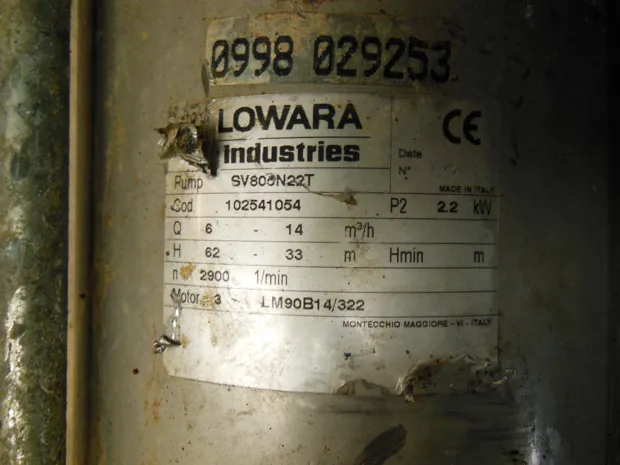 0998 029253
LOWARA
Industries
CE
Date
N°
MADE IN ITALY
Pump SV806N22T
Cod 102541054 P2 2.2 kW
Q 6 - 14 m³/h
H 62 - 33 m Hmin m
n 2900 1/min
Motor 3 LM90B14/322
MONTECCHIO MAGGIORE - VI - ITALY